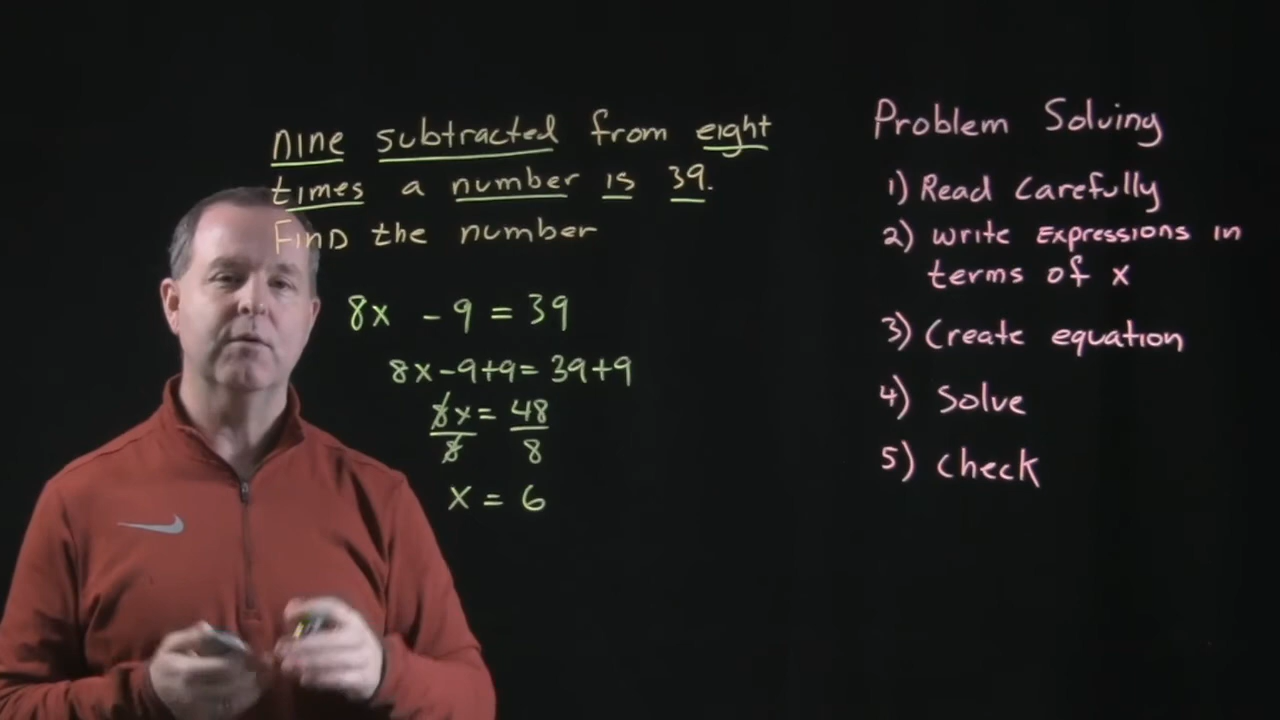 Nine subtracted from eight
times a number is 39.
Find the number
8x - 9 = 39
8x-9+9= 39+9
8x = 48
8 8
x = 6
Problem Solving
1) Read Carefully
2) Write Expressions in
terms of x
3) Create equation
4) Solve
5) Check